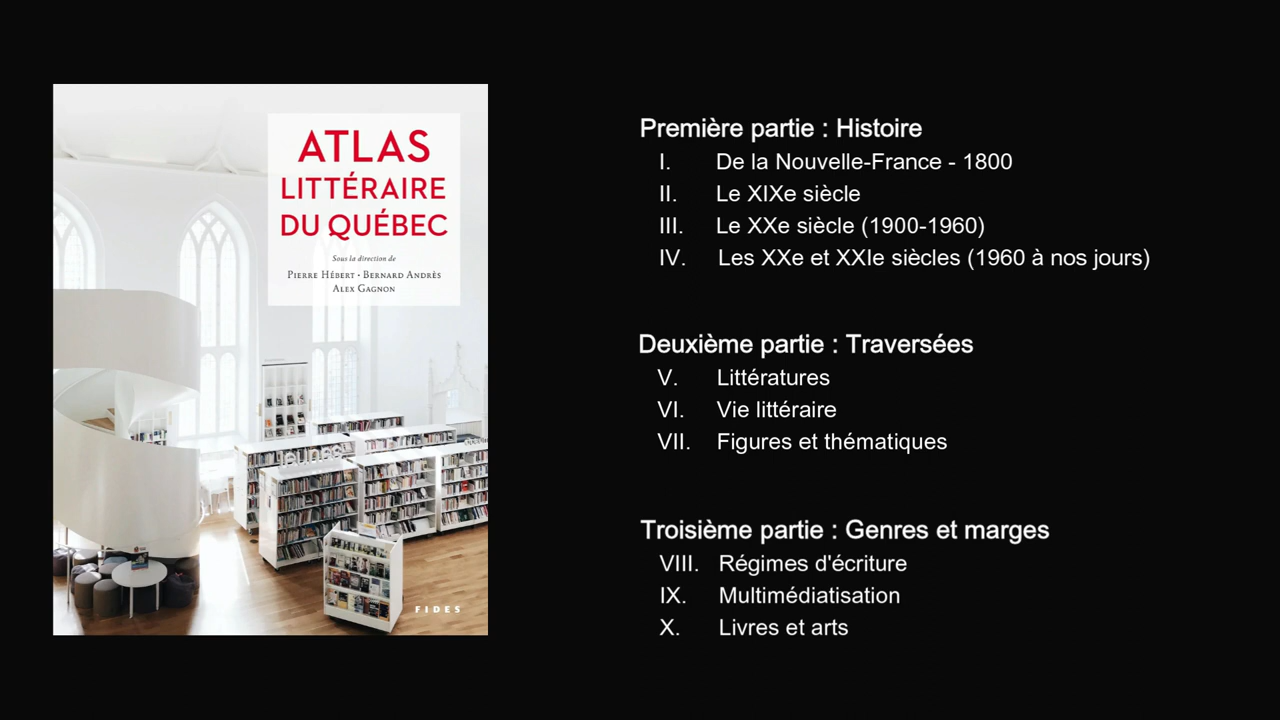 ATLAS
LITTÉRAIRE
DU QUÉBEC
Sous la direction de
PIERRE HÉBERT • BERNARD ANDRÈS
ALEX GAGNON
jeunes
FIDES
Première partie : Histoire
I. De la Nouvelle-France - 1800
II. Le XIXe siècle
III. Le XXe siècle (1900-1960)
IV. Les XXe et XXIe siècles (1960 à nos jours)
Deuxième partie : Traversées
V. Littératures
VI. Vie littéraire
VII. Figures et thématiques
Troisième partie : Genres et marges
VIII. Régimes d'écriture
IX. Multimédiatisation
X. Livres et arts